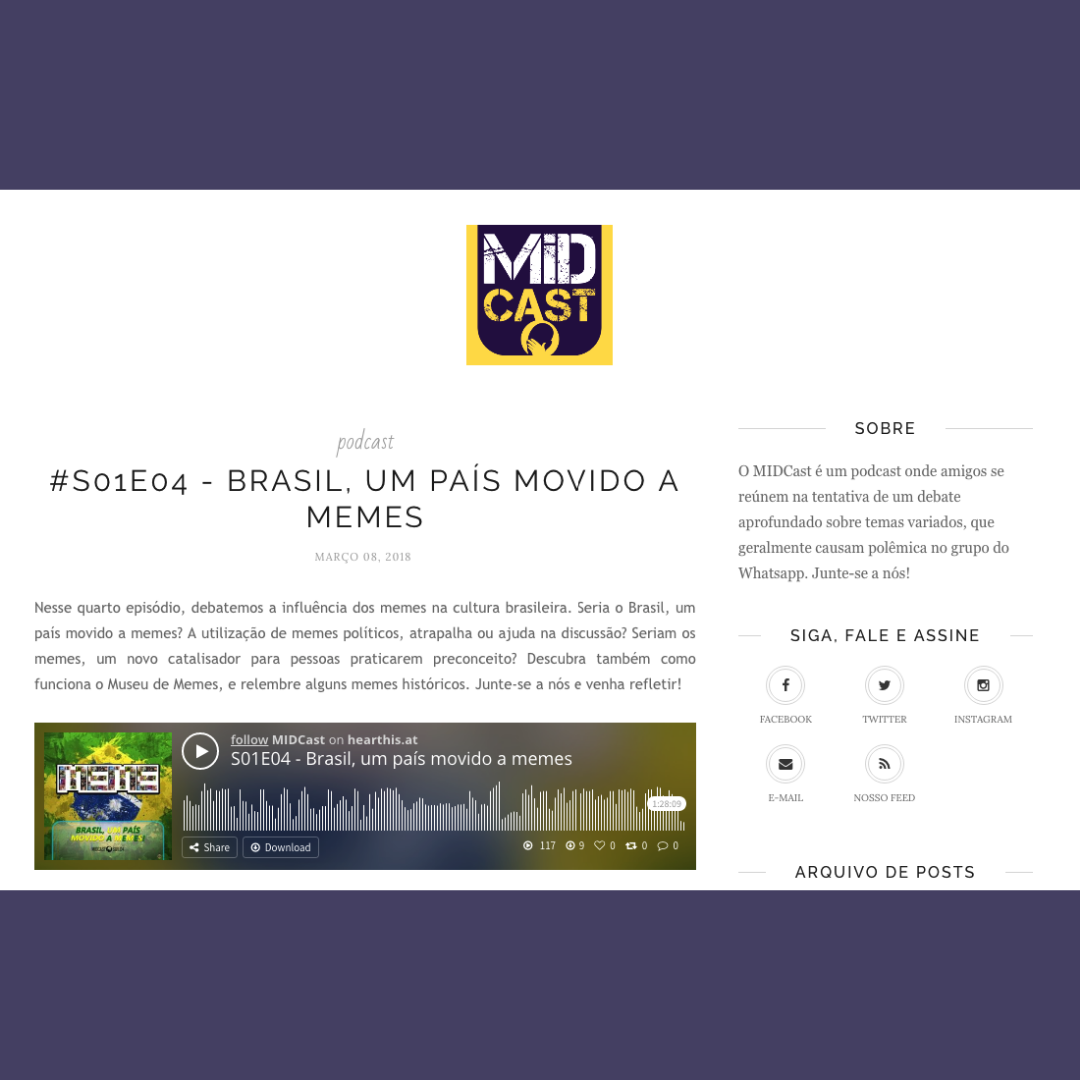 MiD
CAST
podcast
#S01E04 - BRASIL, UM PAÍS MOVIDO A
MEMES
MARÇO 08, 2018
Nesse quarto episódio, debatemos a influência dos memes na cultura brasileira. Seria o Brasil, um
país movido a memes? A utilização de memes políticos, atrapalha ou ajuda na discussão? Seriam os
memes, um novo catalisador para pessoas praticarem preconceito? Descubra também como
funciona o Museu de Memes, e relembre alguns memes históricos. Junte-se a nós e venha refletir!
follow MIDCast on hearthis.at
S01E04 - Brasil, um país movido a memes
MEME
BRASIL, UM PAÍS
MOVIDO A MEMES
1:28:09
Share
Download
117 9 0 0 0
SOBRE
O MIDCast é um podcast onde amigos se
reúnem na tentativa de um debate
aprofundado sobre temas variados, que
geralmente causam polêmica no grupo do
Whatsapp. Junte-se a nós!
SIGA, FALE E ASSINE
FACEBOOK TWITTER INSTAGRAM
E-MAIL NOSSO FEED
ARQUIVO DE POSTS